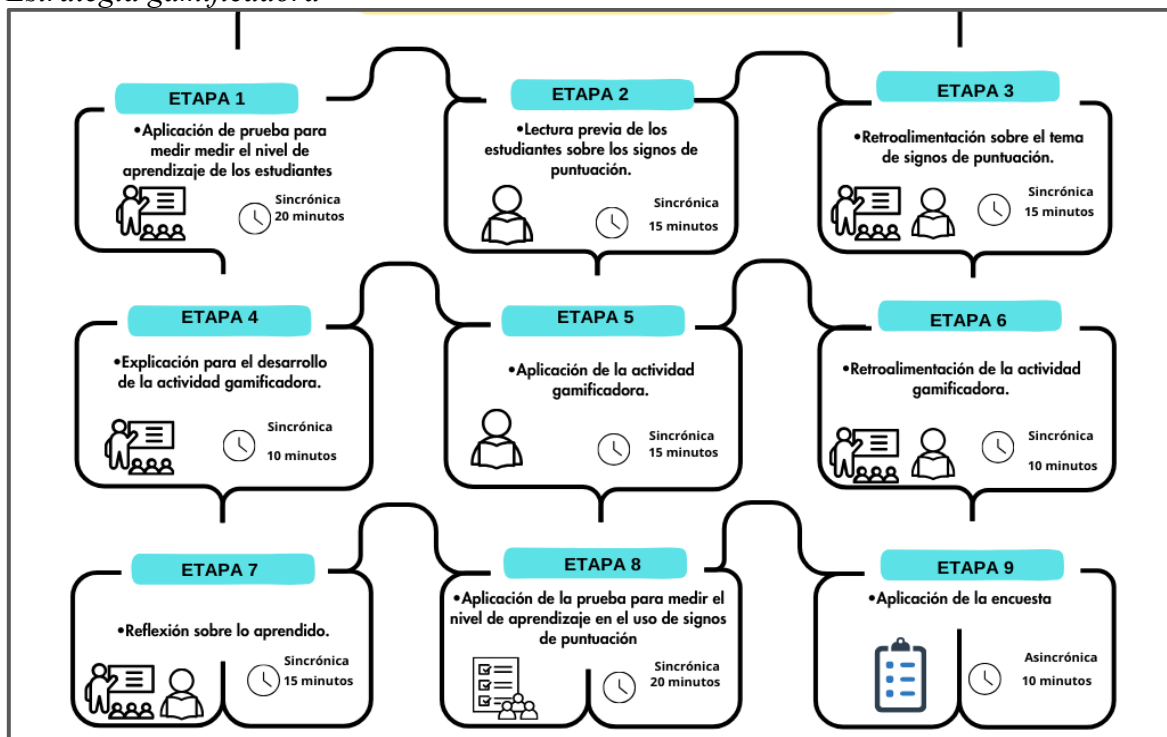 Estrategia gamificadora
ETAPA 1
•Aplicación de prueba para
medir medir el nivel de
aprendizaje de los estudiantes
Sincrónica
20 minutos
ETAPA 2
•Lectura previa de los
estudiantes sobre los signos de
puntuación.
Sincrónica
15 minutos
ETAPA 3
•Retroalimentación sobre el tema
de signos de puntuación.
Sincrónica
15 minutos
ETAPA 4
•Explicación para el desarrollo
de la actividad gamificadora.
Sincrónica
10 minutos
ETAPA 5
•Aplicación de la actividad
gamificadora.
Sincrónica
15 minutos
ETAPA 6
•Retroalimentación de la actividad
gamificadora.
Sincrónica
10 minutos
ETAPA 7
•Reflexión sobre lo aprendido.
Sincrónica
15 minutos
ETAPA 8
•Aplicación de la prueba para medir el
nivel de aprendizaje en el uso de signos
de puntuación
Sincrónica
20 minutos
ETAPA 9
•Aplicación de la encuesta
Asincrónica
10 minutos